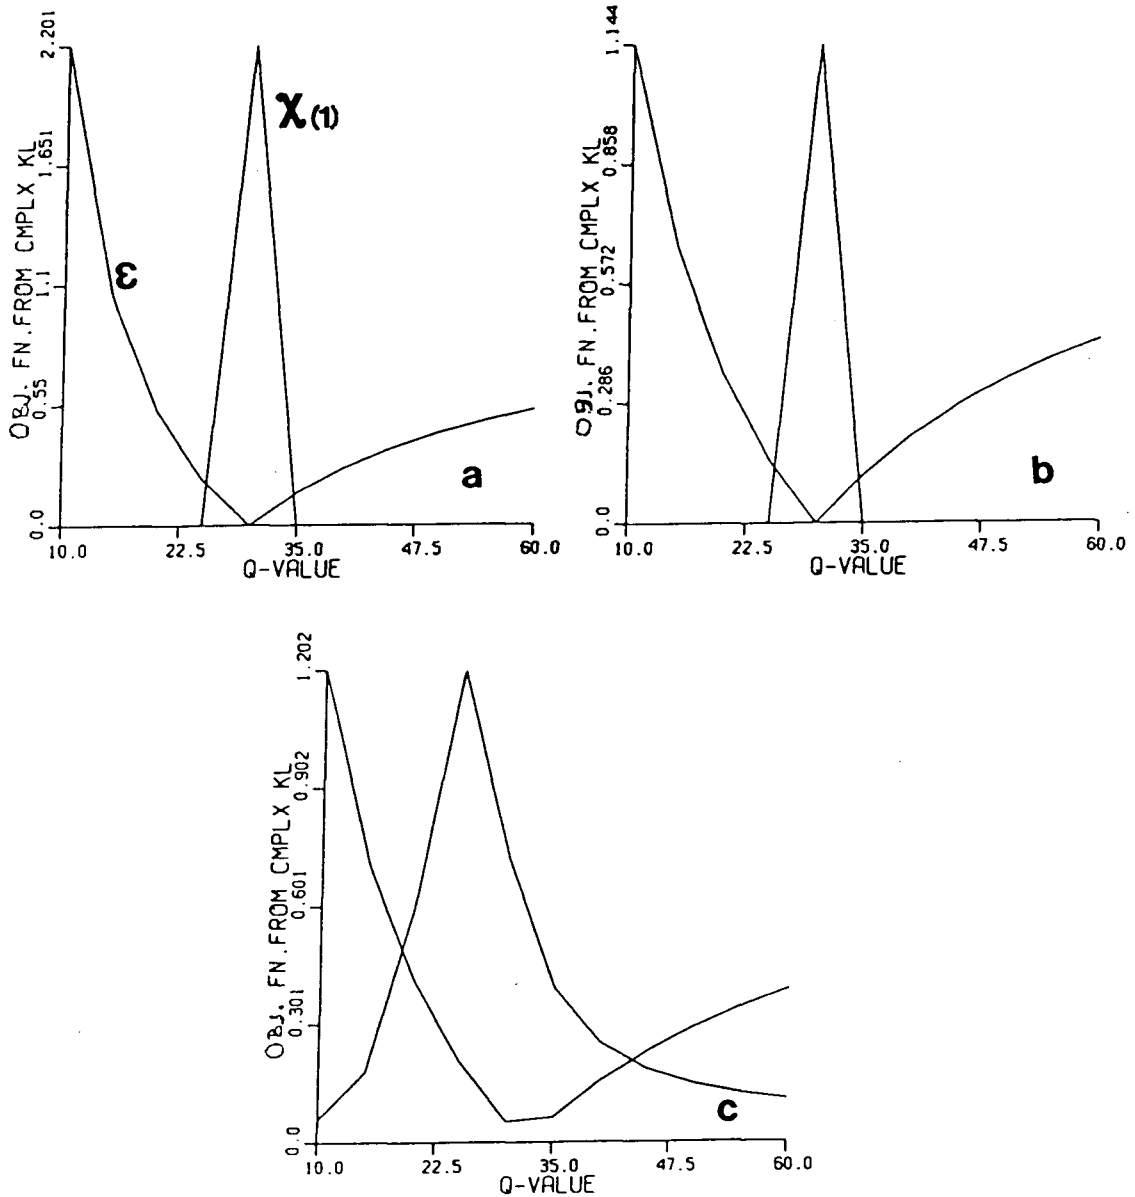 2.201
1.651
1.1
0.55
0.0
OBJ. FN.FROM CMPLX KL
ε
χ(1)
a
10.0 22.5 35.0 47.5 60.0
Q-VALUE
1.144
0.858
0.572
0.286
0.0
OBJ. FN.FROM CMPLX KL
b
10.0 22.5 35.0 47.5 60.0
Q-VALUE
1.202
0.902
0.601
0.301
0.0
OBJ. FN.FROM CMPLX KL
c
10.0 22.5 35.0 47.5 60.0
Q-VALUE